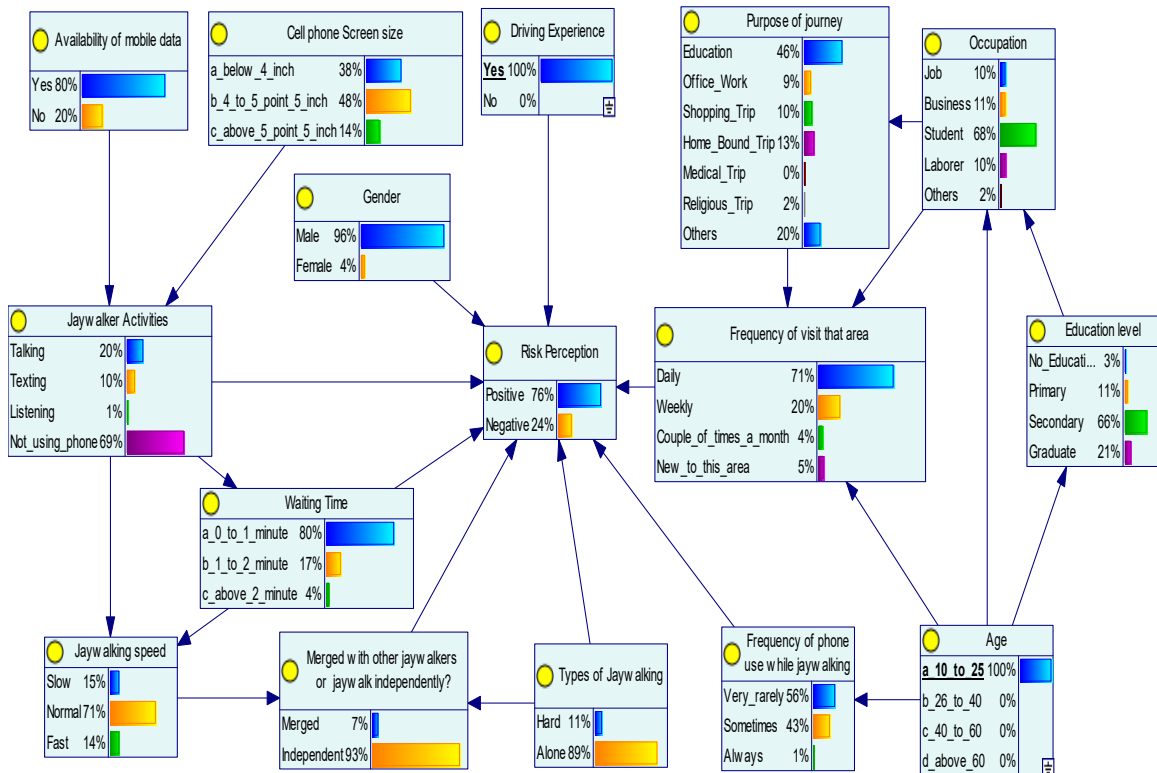 Availability of mobile data
Yes 80%
No 20%
Cell phone Screen size
a_below_4_inch 38%
b_4_to_5_point_5_inch 48%
c_above_5_point_5_inch 14%
Driving Experience
Yes 100%
No 0%
Purpose of journey
Education 46%
Office_Work 9%
Shopping_Trip 10%
Home_Bound_Trip 13%
Medical_Trip 0%
Religious_Trip 2%
Others 20%
Occupation
Job 10%
Business 11%
Student 68%
Laborer 10%
Others 2%
Gender
Male 96%
Female 4%
Jaywalker Activities
Talking 20%
Texting 10%
Listening 1%
Not_using_phone 69%
Risk Perception
Positive 76%
Negative 24%
Frequency of visit that area
Daily 71%
Weekly 20%
Couple_of_times_a_month 4%
New_to_this_area 5%
Education level
No_Educati... 3%
Primary 11%
Secondary 66%
Graduate 21%
Waiting Time
a_0_to_1_minute 80%
b_1_to_2_minute 17%
c_above_2_minute 4%
Jaywalking speed
Slow 15%
Normal 71%
Fast 14%
Merged with other jaywalkers
or jaywalk independently?
Merged 7%
Independent 93%
Types of Jaywalking
Hard 11%
Alone 89%
Frequency of phone
use while jaywalking
Very_rarely 56%
Sometimes 43%
Always 1%
Age
a_10_to_25 100%
b_26_to_40 0%
c_40_to_60 0%
d_above_60 0%